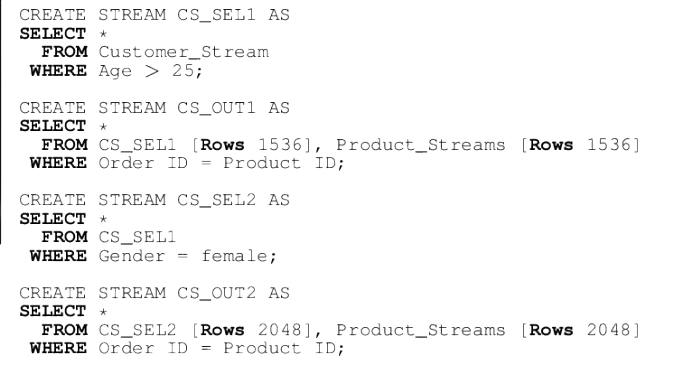 CREATE STREAM CS_SEL1 AS
SELECT *
FROM Customer_Stream
WHERE Age > 25;
CREATE STREAM CS_OUT1 AS
SELECT *
FROM CS_SEL1 [Rows 1536], Product_Streams [Rows 1536]
WHERE Order ID = Product ID;
CREATE STREAM CS_SEL2 AS
SELECT *
FROM CS_SEL1
WHERE Gender = female;
CREATE STREAM CS_OUT2 AS
SELECT *
FROM CS_SEL2 [Rows 2048], Product_Streams [Rows 2048]
WHERE Order ID = Product ID;